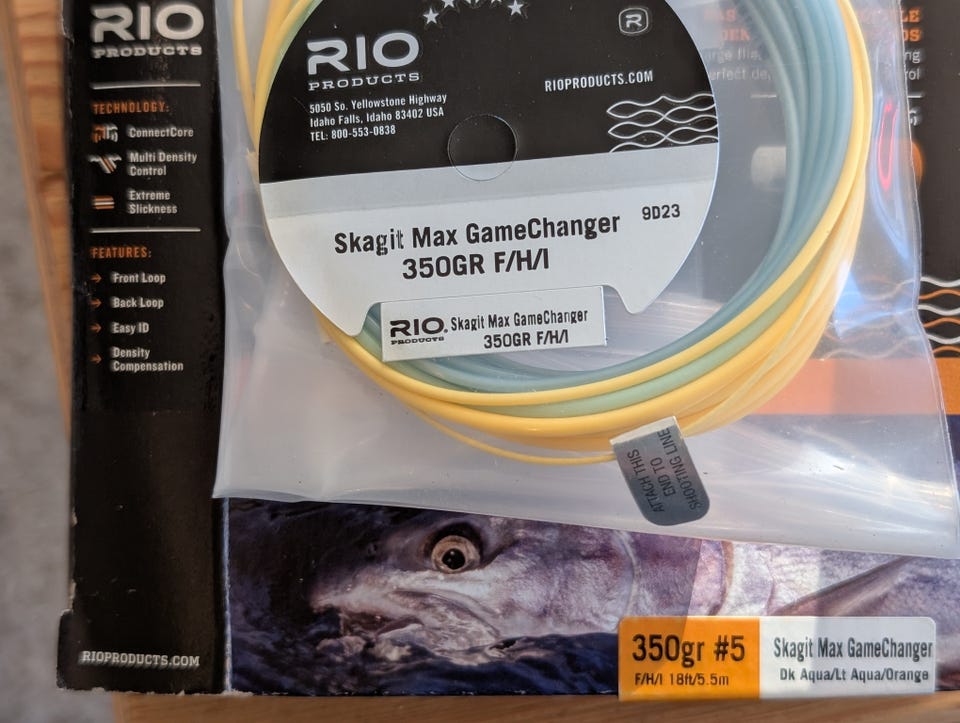 RIO
PRODUCTS
TECHNOLOGY:
ConnectCore
Multi Density
Control
Extreme
Slickness
FEATURES:
Front Loop
Back Loop
Easy ID
Density
Compensation
RIOPRODUCTS.COM
RIO
PRODUCTS
5050 So. Yellowstone Highway
Idaho Falls, Idaho 83402 USA
TEL: 800-553-0838
R
RIOPRODUCTS.COM
Skagit Max GameChanger
9D23
350GR F/H/I
RIO
PRODUCTS
Skagit Max GameChanger
350GR F/H/I
ATTACH THIS
END TO
SHOOTING LINE
350gr #5
F/H/I 18ft/5.5m
Skagit Max GameChanger
Dk Aqua/Lt Aqua/Orange